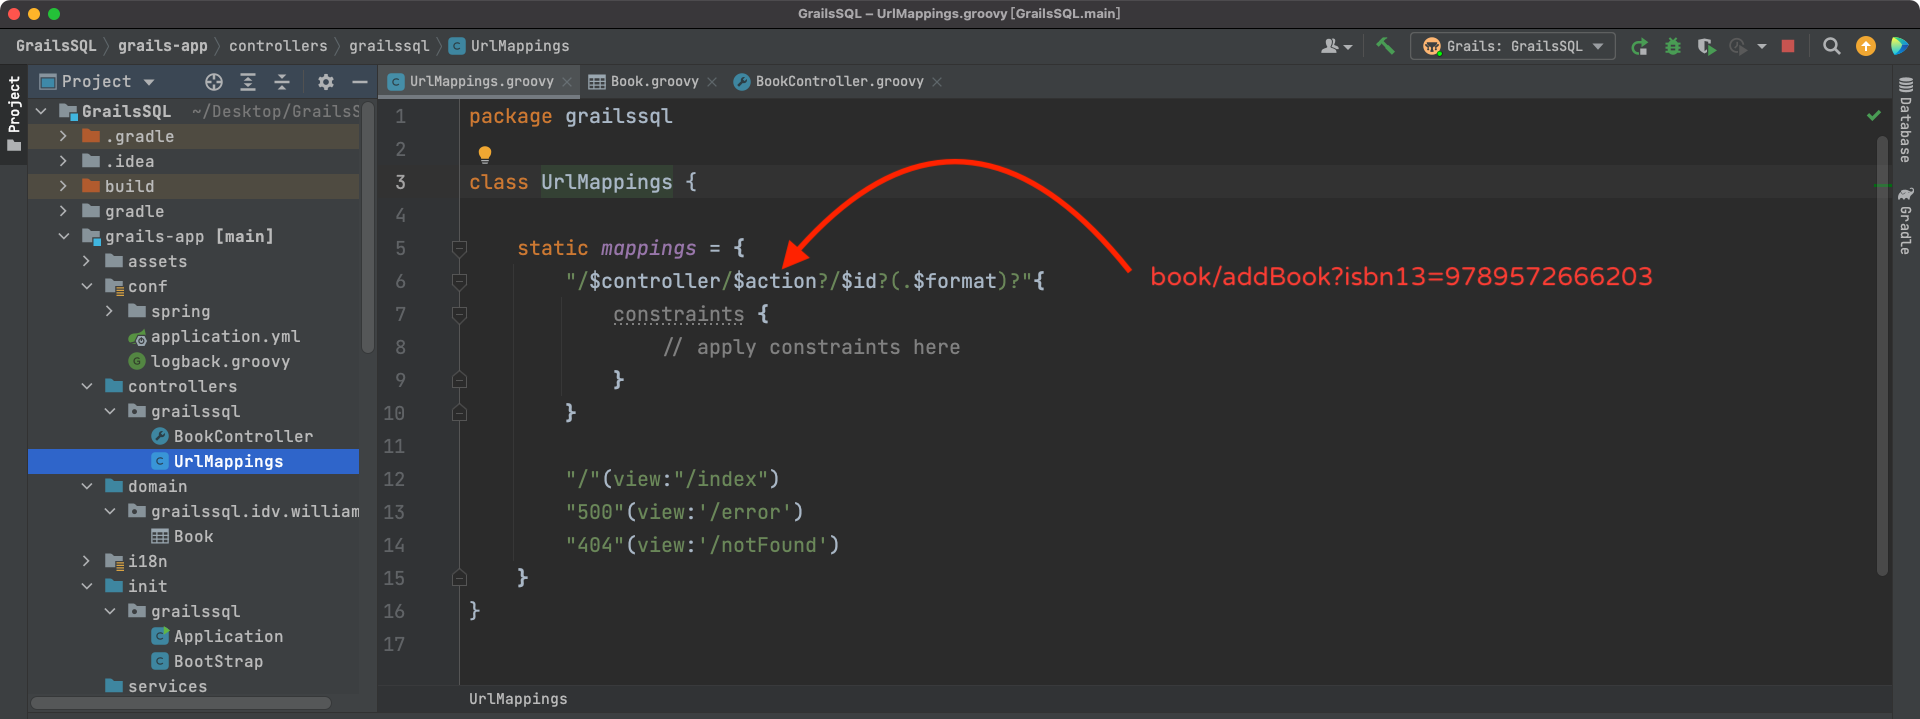 GrailsSQL – UrlMappings.groovy [GrailsSQL.main]
GrailsSQL grails-app controllers grailssql UrlMappings
Grails: GrailsSQL
Project
UrlMappings.groovy
Book.groovy
BookController.groovy
Project
Database
Gradle
GrailsSQL ~/Desktop/GrailsS
.gradle
.idea
build
gradle
grails-app [main]
assets
conf
spring
application.yml
logback.groovy
controllers
grailssql
BookController
UrlMappings
domain
grailssql.idv.william
Book
i18n
init
grailssql
Application
BootStrap
services
1 package grailssql
2
3 class UrlMappings {
4
5 static mappings = {
6 "/$controller/$action?/$id?(.$format)?"{
7 constraints {
8 // apply constraints here
9 }
10 }
11
12 "/"(view:"/index")
13 "500"(view:'/error')
14 "404"(view:'/notFound')
15 }
16 }
17
book/addBook?isbn13=9789572666203
UrlMappings